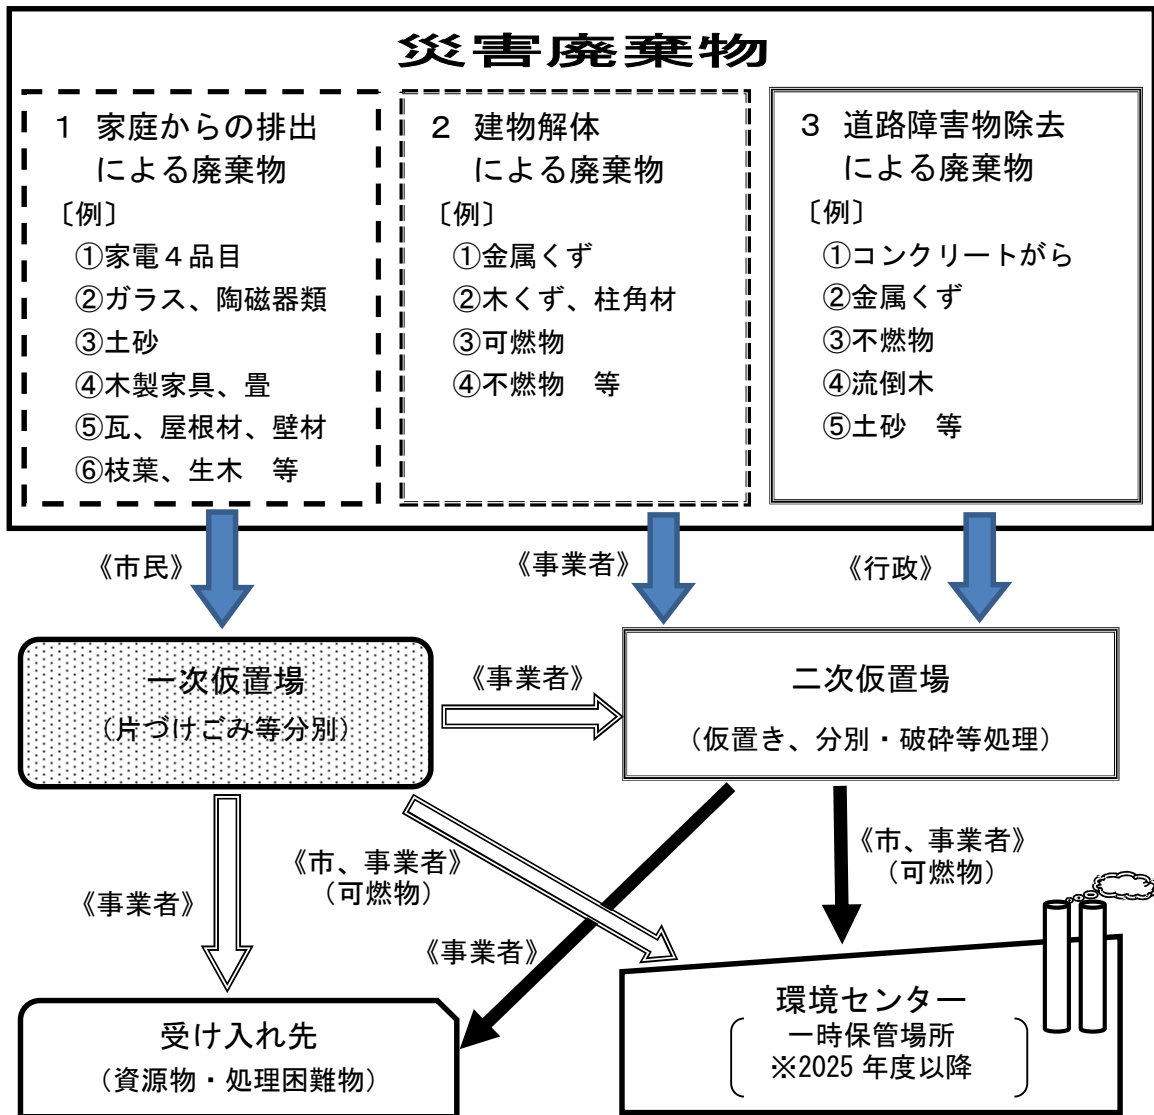 災害廃棄物
1 家庭からの排出
による廃棄物
〔例〕
①家電４品目
②ガラス、陶磁器類
③土砂
④木製家具、畳
⑤瓦、屋根材、壁材
⑥枝葉、生木　等
2 建物解体
による廃棄物
〔例〕
①金属くず
②木くず、柱角材
③可燃物
④不燃物　等
3 道路障害物除去
による廃棄物
〔例〕
①コンクリートがら
②金属くず
③不燃物
④流倒木
⑤土砂　等
《市民》
《事業者》
《行政》
一次仮置場
（片づけごみ等分別）
《事業者》
二次仮置場
（仮置き、分別・破砕等処理）
《事業者》
《市、事業者》
（可燃物）
《事業者》
《市、事業者》
（可燃物）
受け入れ先
（資源物・処理困難物）
環境センター
一時保管場所
※2025 年度以降